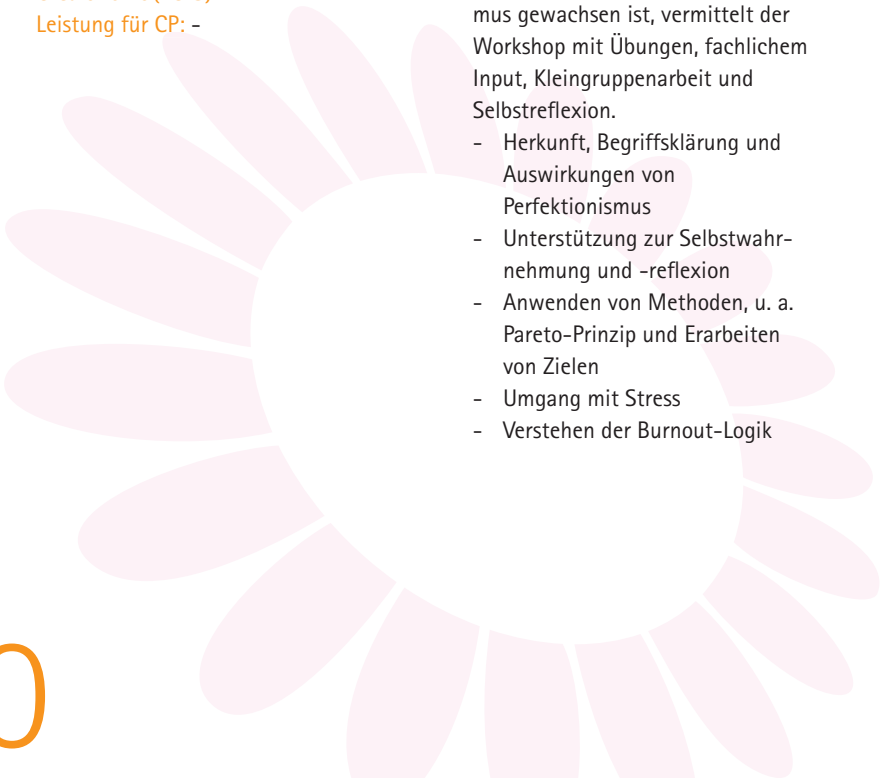 Leistung für CP: -
mus gewachsen ist, vermittelt der
Workshop mit Übungen, fachlichem
Input, Kleingruppenarbeit und
Selbstreflexion.
- Herkunft, Begriffsklärung und
Auswirkungen von
Perfektionismus
- Unterstützung zur Selbstwahr-
nehmung und -reflexion
- Anwenden von Methoden, u. a.
Pareto-Prinzip und Erarbeiten
von Zielen
- Umgang mit Stress
- Verstehen der Burnout-Logik